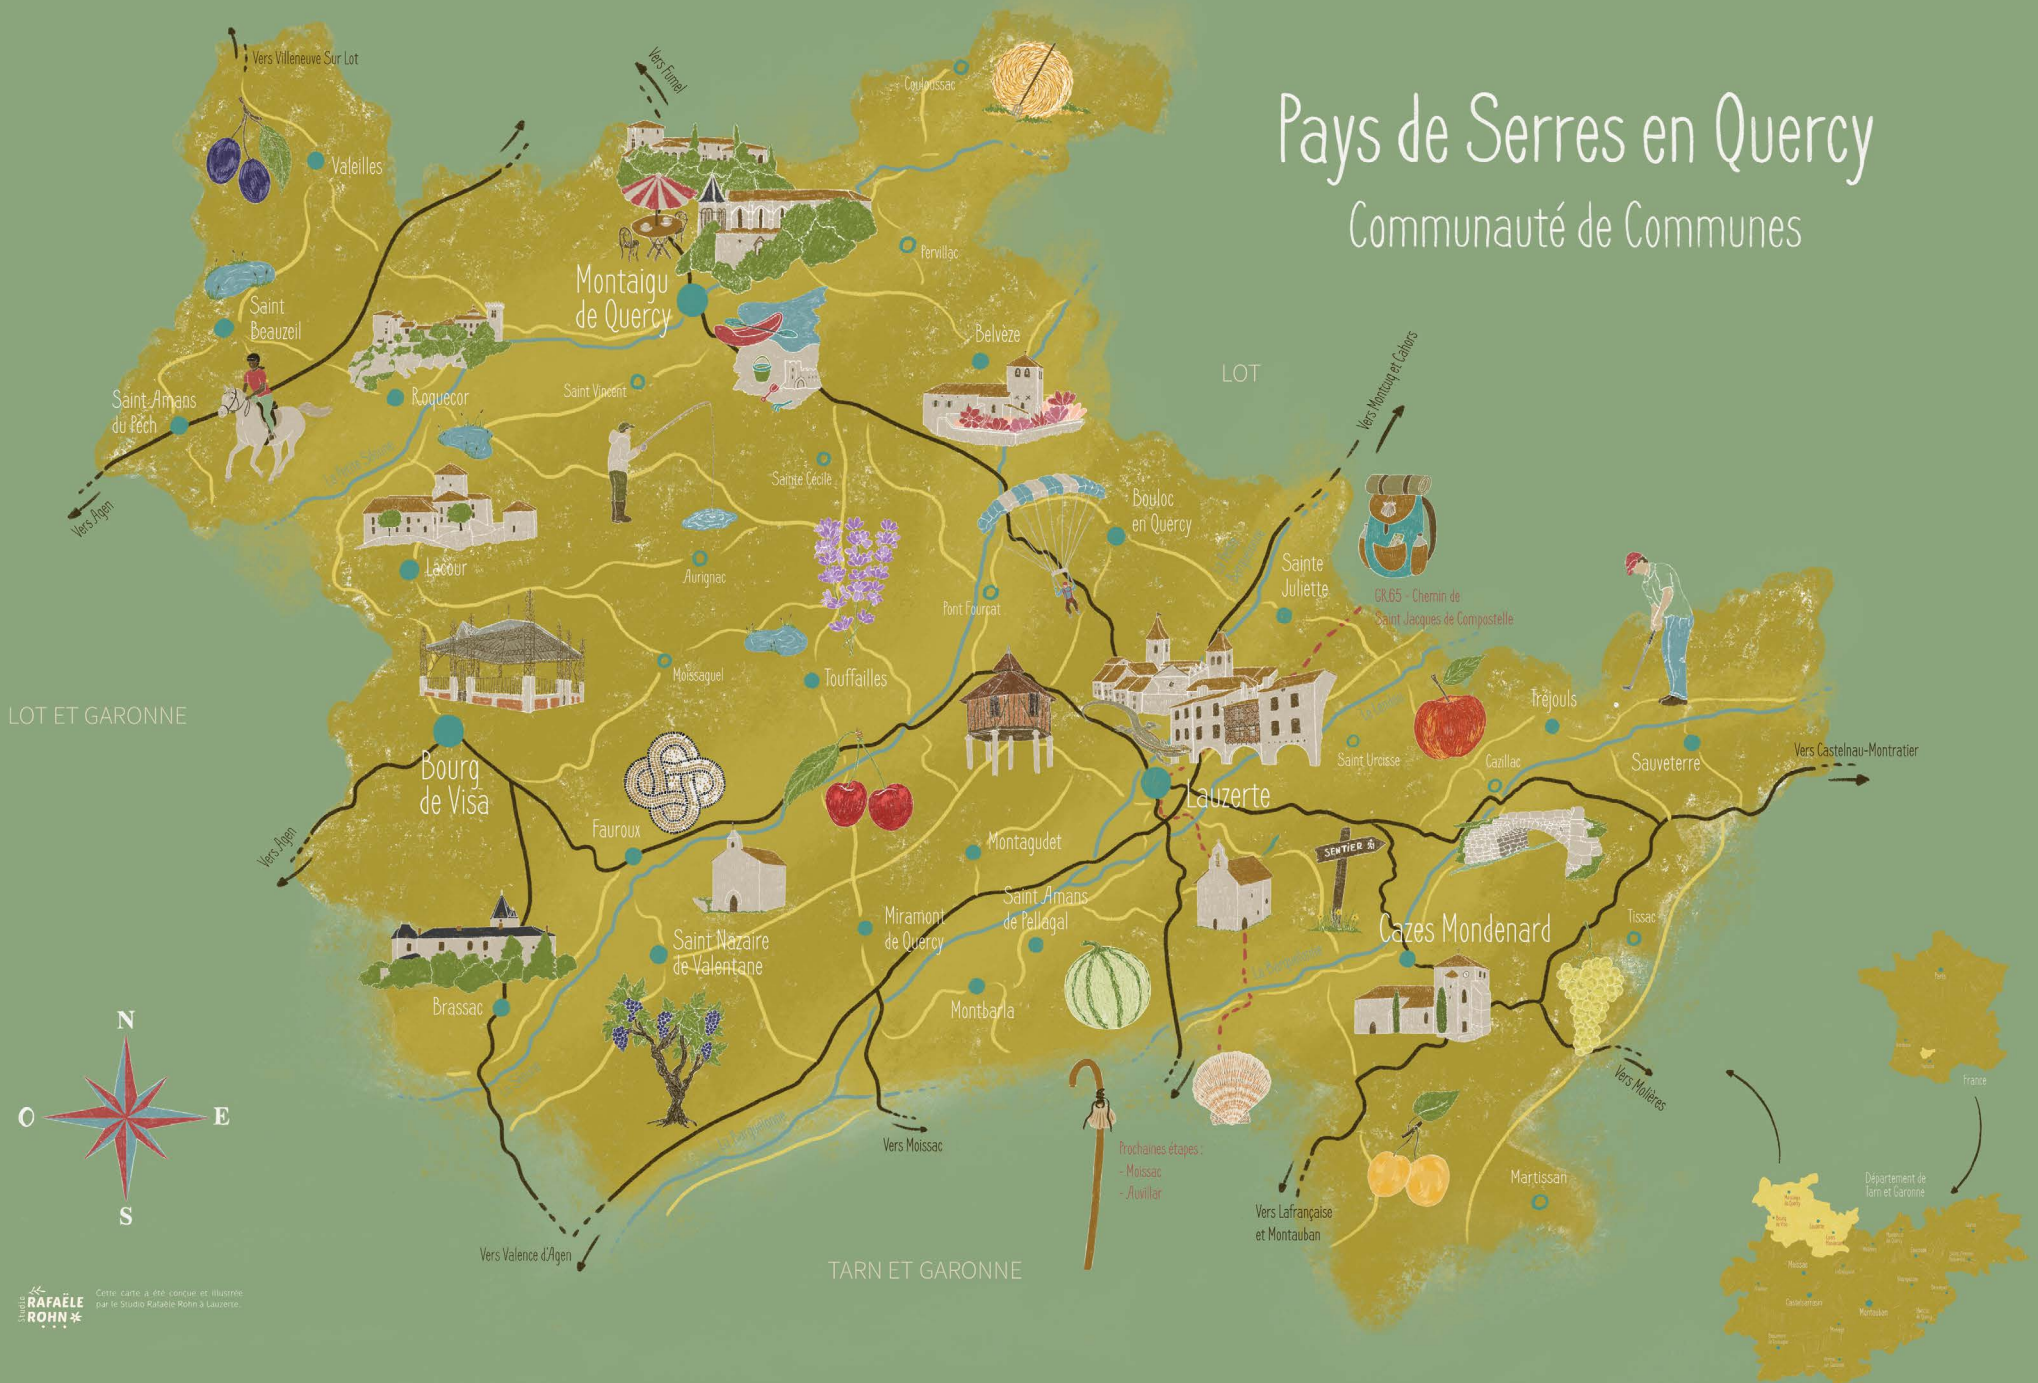 Pays de Serres en Quercy
Communauté de Communes
Vers Villeneuve Sur Lot
Vers Fumel
Couloussac
Valeilles
Pervillac
Montaigu
de Quercy
Saint
Beauzeil
Belvèze
LOT
Vers Montcuq et Cahors
Saint Vincent
Roquecor
Saint-Amans
du Pech
Sainte Cécile
Vers Agen
Bouloc
en Quercy
Sainte
Juliette
Lacour
Aurignac
Pont Fourcat
GR65 - Chemin de
Saint Jacques de Compostelle
Moissaguel
Touffailles
LOT ET GARONNE
Tréjouls
Saint Urcisse
Cazillac
Sauveterre
Vers Castelnau-Montratier
Bourg
de Visa
Lauzerte
Fauroux
Montagudet
SENTIER
Vers Agen
Saint Amans
de Pellagal
Miramont
de Quercy
Cazes Mondenard
Tissac
Saint Nazaire
de Valentane
Brassac
Montbarla
Vers Molières
Vers Moissac
Prochaines étapes :
- Moissac
- Auvillar
Martissan
Vers Lafrançaise
et Montauban
Vers Valence d'Agen
TARN ET GARONNE
N
O
E
S
Paris
France
Département de
Tarn et Garonne
Moissac
Castelsarrasin
Montauban
Studio
RAFAËLE
ROHN
Cette carte a été conçue et illustrée
par le Studio Rafaële Rohn à Lauzerte.